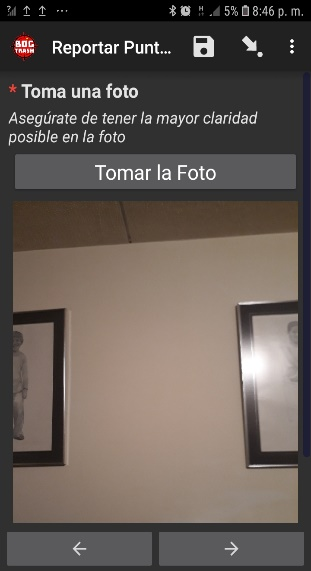 5% 8:46 p. m.
BOG
TRASH
Reportar Punt...
* Toma una foto
Asegúrate de tener la mayor claridad
posible en la foto
Tomar la Foto